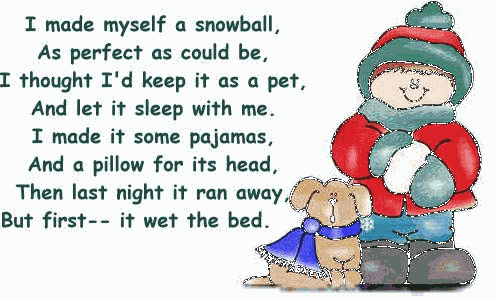 I made myself a snowball,
As perfect as could be,
I thought I'd keep it as a pet,
And let it sleep with me.
I made it some pajamas,
And a pillow for its head,
Then last night it ran away,
But first-- it wet the bed.